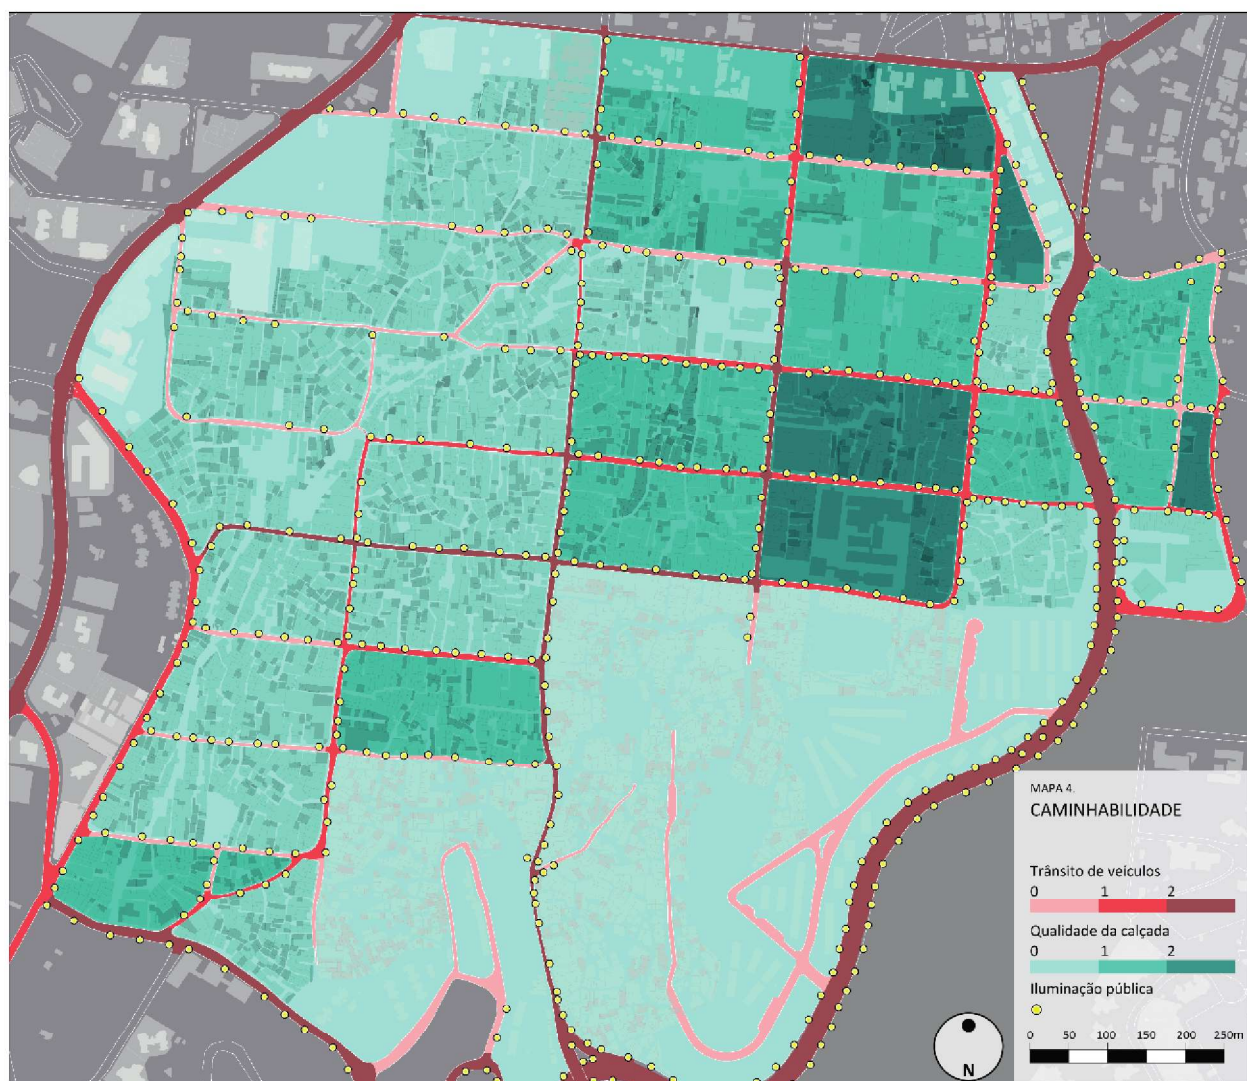 MAPA 4.
CAMINHABILIDADE
Trânsito de veículos
0 1 2
Qualidade da calçada
0 1 2
Iluminação pública
0 50 100 150 200 250m
N